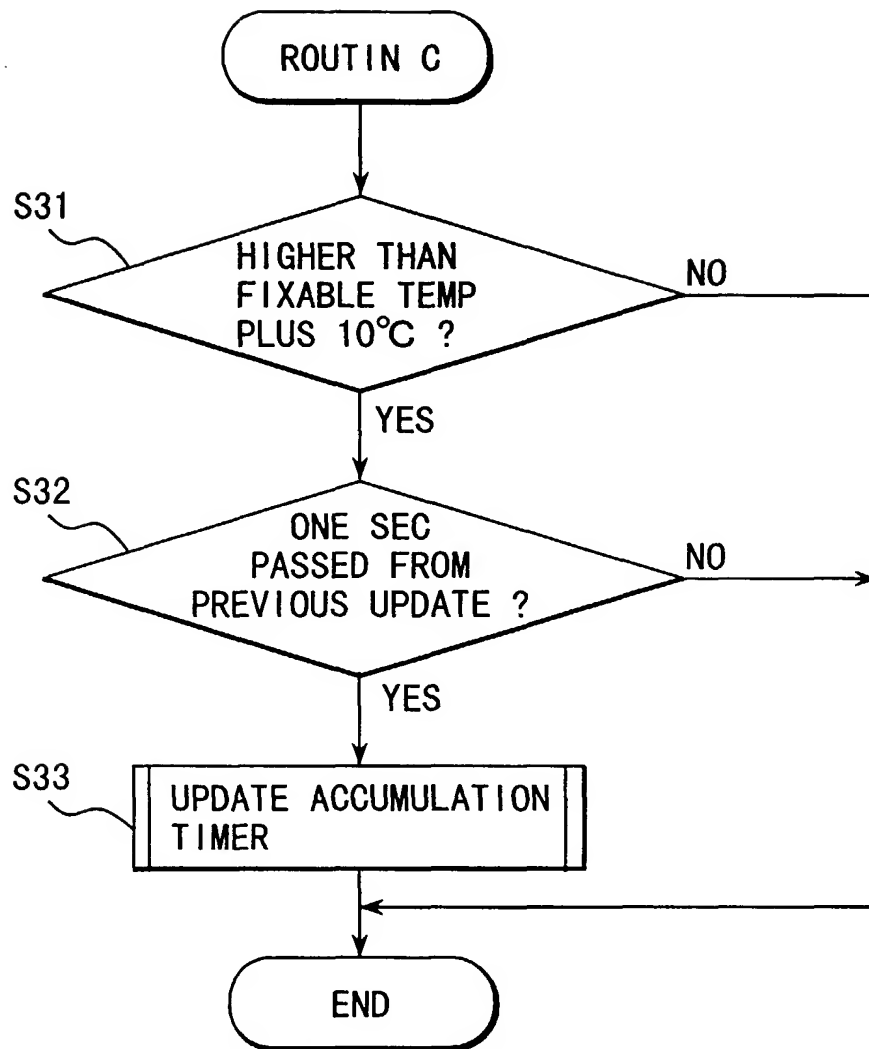 ROUTIN C
S31
HIGHER THAN
FIXABLE TEMP
PLUS 10℃ ?
NO
YES
S32
ONE SEC
PASSED FROM
PREVIOUS UPDATE ?
NO
YES
S33
UPDATE ACCUMULATION
TIMER
END